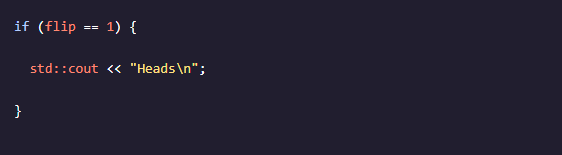 if (flip == 1) {
  std::cout << "Heads\n";
}